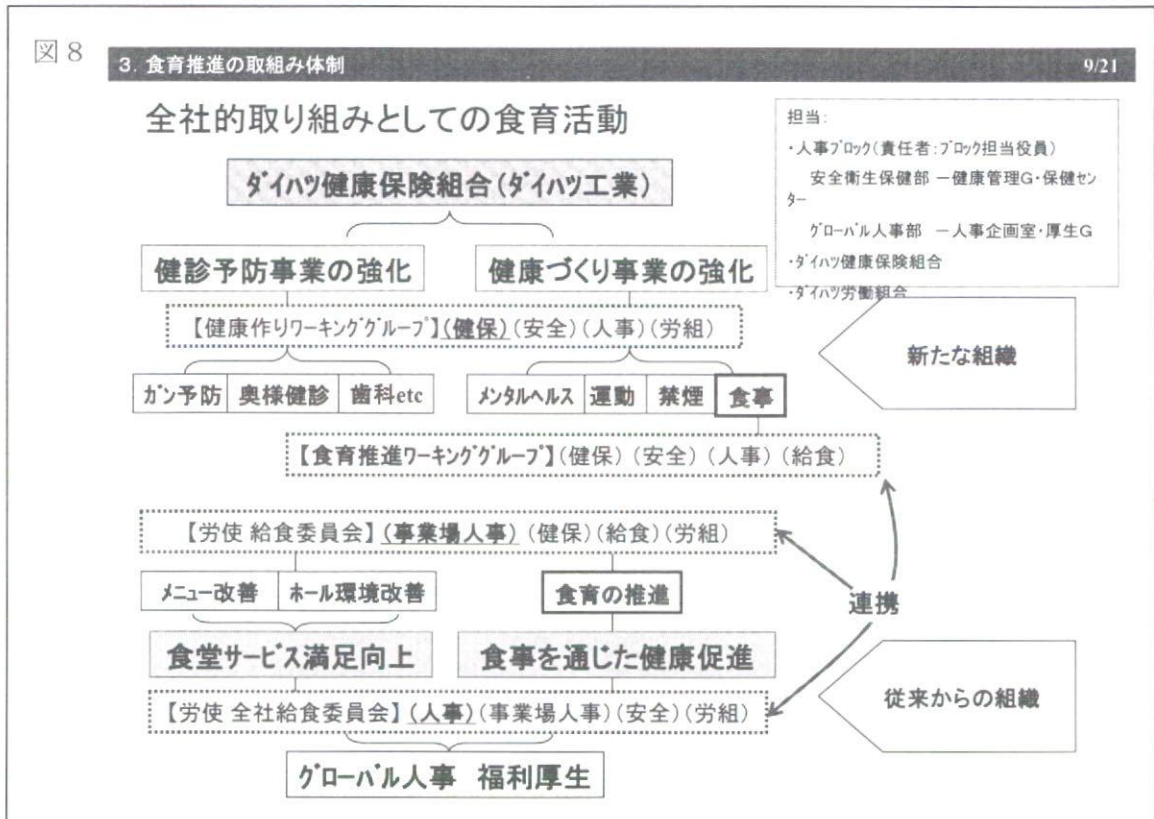 図8
3. 食育推進の取組み体制 9/21
全社的取り組みとしての食育活動
担当:
・人事ﾌﾞﾛｯｸ(責任者:ﾌﾞﾛｯｸ担当役員)
安全衛生保健部 －健康管理G・保健セン
ﾀｰ
ｸﾞﾛｰﾊﾞﾙ人事部 －人事企画室・厚生G
・ﾀﾞｲﾊﾂ健康保険組合
・ﾀﾞｲﾊﾂ労働組合
ﾀﾞｲﾊﾂ健康保険組合(ﾀﾞｲﾊﾂ工業)
健診予防事業の強化 健康づくり事業の強化
【健康作りﾜｰｷﾝｸﾞｸﾞﾙｰﾌﾟ】(健保)(安全)(人事)(労組)
新たな組織
ｶﾞﾝ予防 奥様健診 歯科etc ﾒﾝﾀﾙﾍﾙｽ 運動 禁煙 食事
【食育推進ﾜｰｷﾝｸﾞｸﾞﾙｰﾌﾟ】(健保)(安全)(人事)(給食)
【労使 給食委員会】(事業場人事)(健保)(給食)(労組)
ﾒﾆｭｰ改善 ﾎｰﾙ環境改善 食育の推進
連携
食堂ｻｰﾋﾞｽ満足向上 食事を通じた健康促進
従来からの組織
【労使 全社給食委員会】(人事)(事業場人事)(安全)(労組)
ｸﾞﾛｰﾊﾞﾙ人事 福利厚生